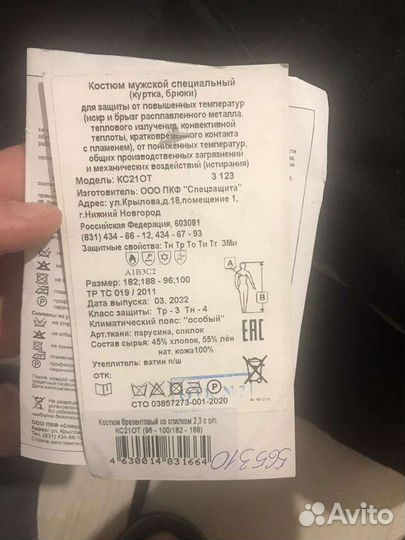 Костюм мужской специальный
(куртка, брюки)
для защиты от повышенных температур
(искр и брызг расплавленного металла,
теплового излучения, конвективной
теплоты, кратковременного контакта
с пламенем), от пониженных температур,
общих производственных загрязнений
и механических воздействий (истирания)
Модель: КС21ОТ 3 123
Изготовитель: ООО ПКФ "Спецзащита"
Адрес: ул.Крылова,д.18,помещение 1,
г.Нижний Новгород
Российская Федерация, 603081
(831) 434 - 66 - 12, 434 - 67 - 93
Защитные свойства: Тн Тр То Ти Тт ЗМи
А1В3С2
Размер: 182;188 - 96;100
ТР ТС 019 / 2011
Дата выпуска: 03. 2022
Класс защиты: Тр - 3 Тн - 4
Климатический пояс: "особый"
Арт.ткани: парусина, спилок
Состав сырья: 45% хлопок, 55% лён
нат. кожа100%
Утеплитель: ватин п/ш
ОТК:
A
B
ЕАС
СТО 03857273-001-2020
Костюм брезентовый со спилком 2,3 с о/п
КС21ОТ (96 - 100/182 - 188)
4 630014 031664
565310
Avito